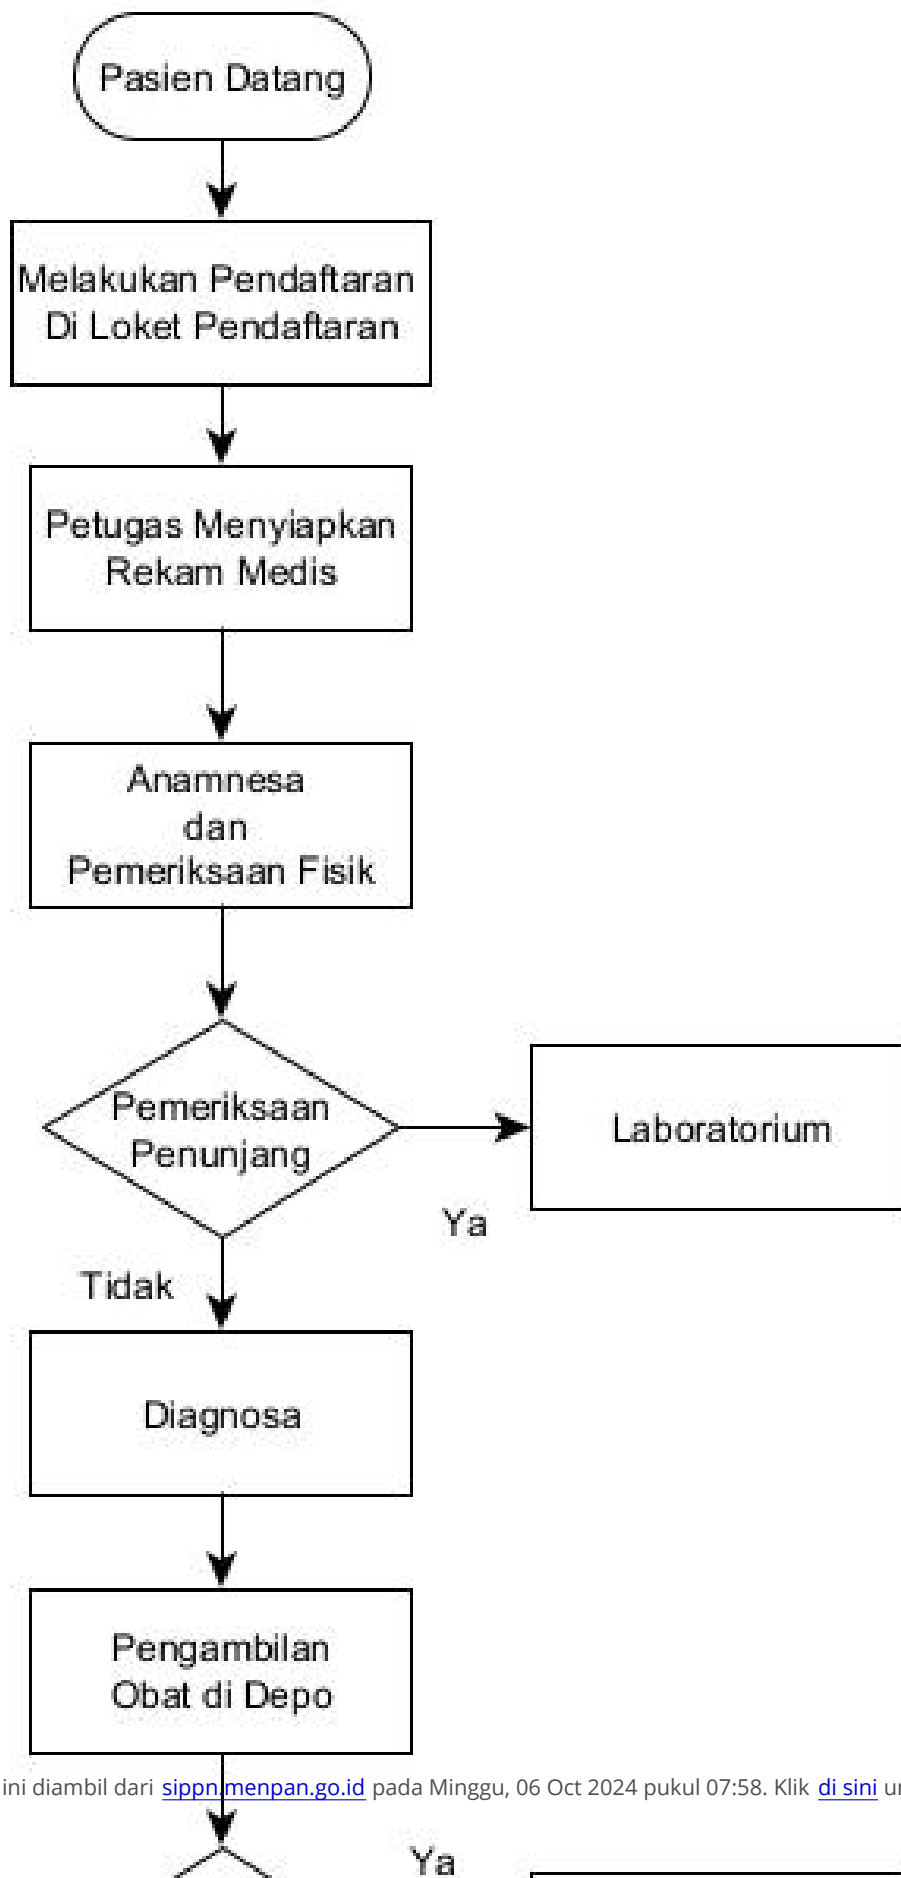 Pasien Datang
Melakukan Pendaftaran
Di Loket Pendaftaran
Petugas Menyiapkan
Rekam Medis
Anamnesa
dan
Pemeriksaan Fisik
Pemeriksaan
Penunjang
Laboratorium
Ya
Tidak
Diagnosa
Pengambilan
Obat di Depo
ini diambil dari sippn.menpan.go.id pada Minggu, 06 Oct 2024 pukul 07:58. Klik di sini
Ya